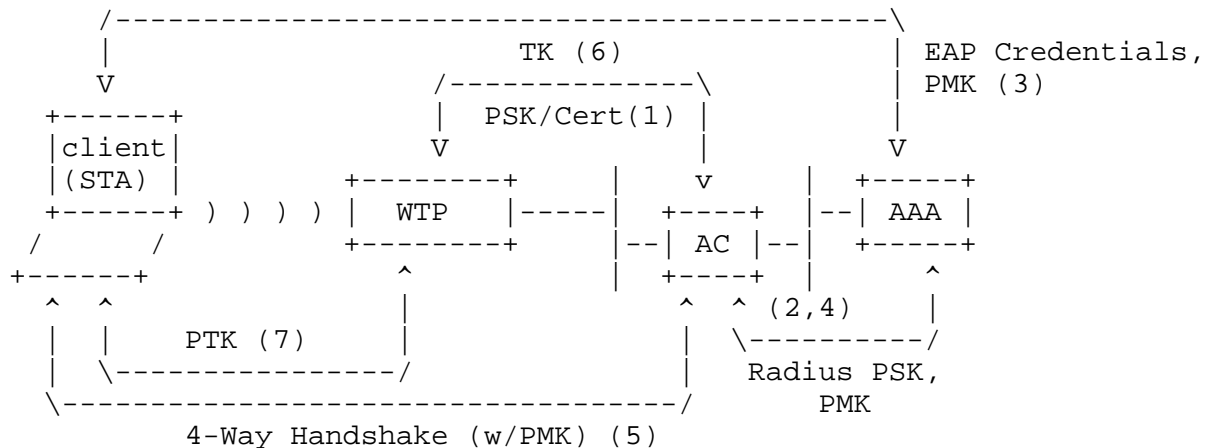 /----------------------------------------\
|                    TK (6)              | EAP Credentials,
V                /--------------\        | PMK (3)
+------+            |  PSK/Cert(1) |        |
|client|            V              |        V
|(STA) |        +--------+     |   v    |  +-----+
+------+ ) ) ) ) |  WTP   |-----| +----+ |--| AAA |
/      /         +--------+     |--| AC |--| +-----+
+------+               ^           | +----+ |     ^
^  ^                |              ^  ^ (2,4)   |
|  |    PTK (7)     |              |  \----------/
|  \----------------/              |  Radius PSK,
\----------------------------------/      PMK
4-Way Handshake (w/PMK) (5)